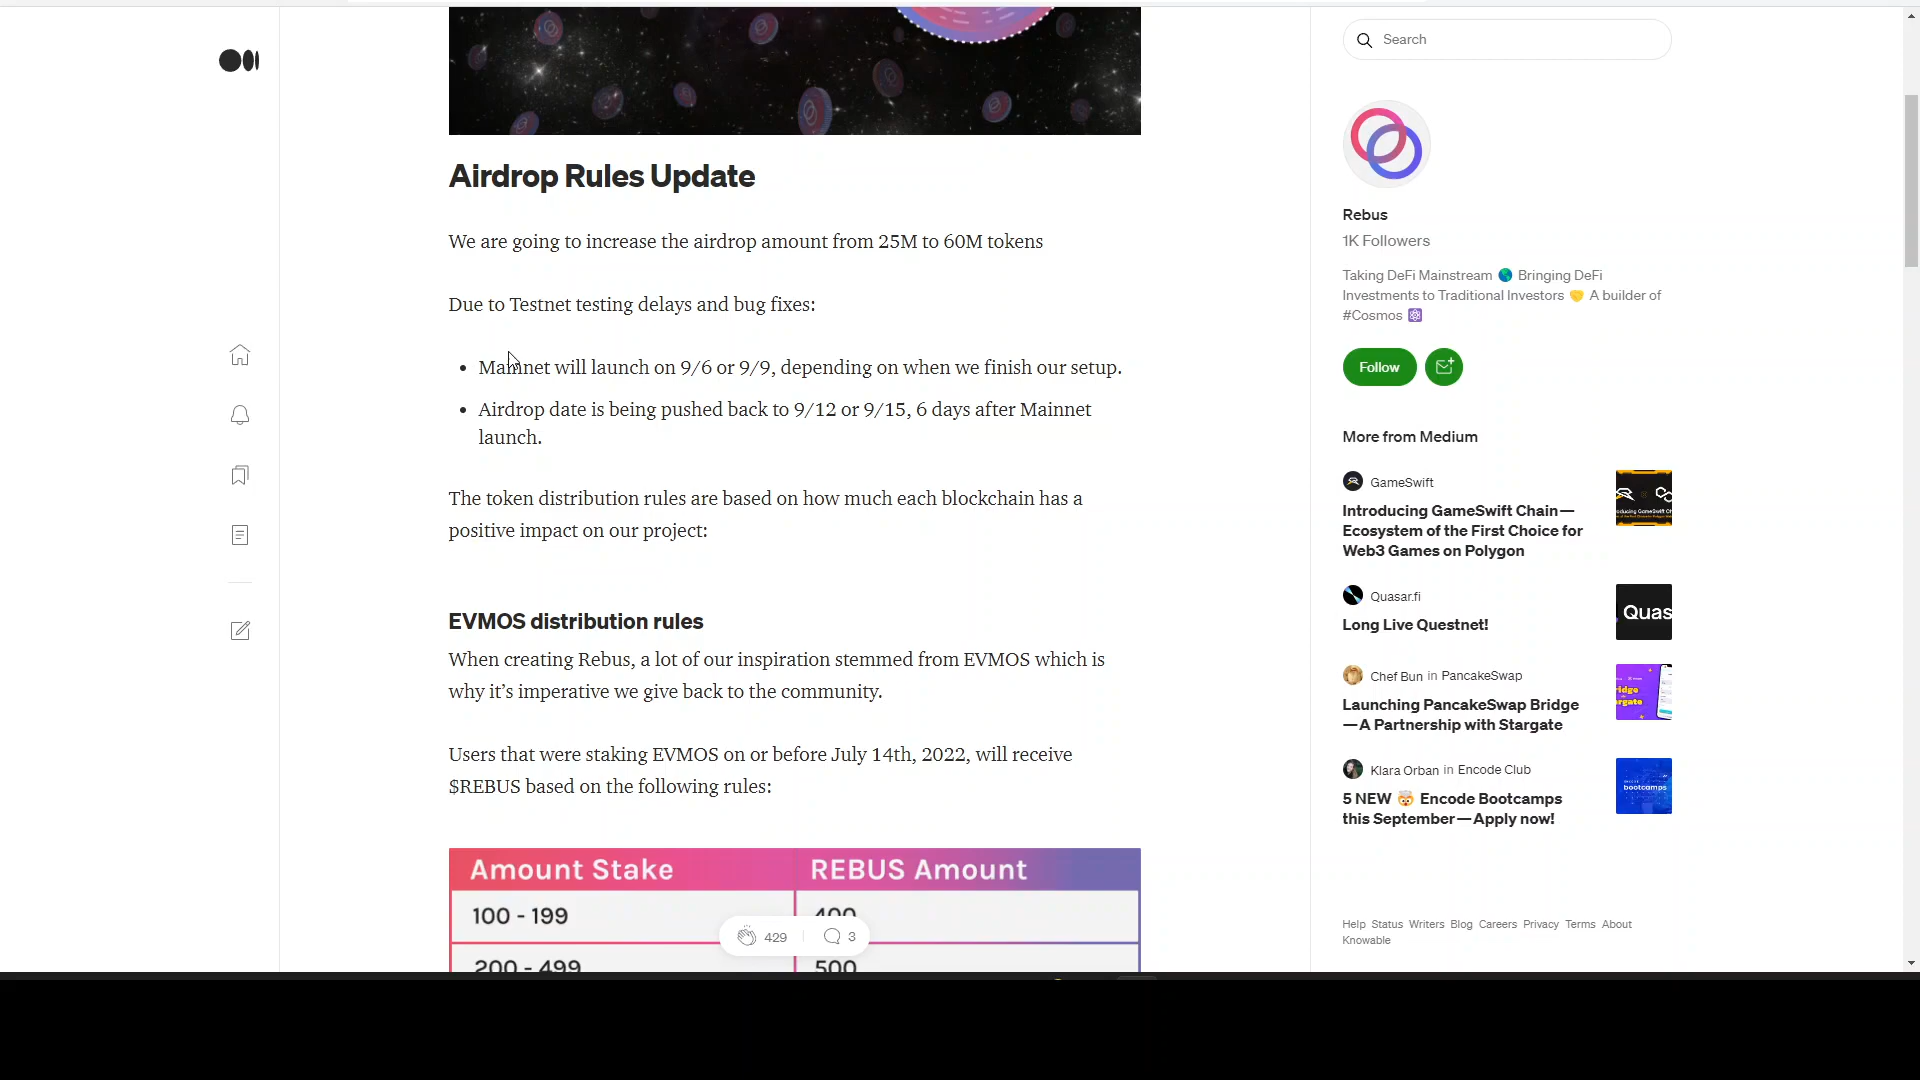 Airdrop Rules Update
We are going to increase the airdrop amount from 25M to 60M tokens
Due to Testnet testing delays and bug fixes:
• Mainnet will launch on 9/6 or 9/9, depending on when we finish our setup.
• Airdrop date is being pushed back to 9/12 or 9/15, 6 days after Mainnet
launch.
The token distribution rules are based on how much each blockchain has a
positive impact on our project:
EVMOS distribution rules
When creating Rebus, a lot of our inspiration stemmed from EVMOS which is
why it’s imperative we give back to the community.
Users that were staking EVMOS on or before July 14th, 2022, will receive
$REBUS based on the following rules:
Amount Stake REBUS Amount
100 - 199 400
200 - 499 500
429 3
Search
Rebus
1K Followers
Taking DeFi Mainstream 🌎 Bringing DeFi
Investments to Traditional Investors 🤝 A builder of
#Cosmos ⚛️
Follow
More from Medium
GameSwift
Introducing GameSwift Chain—
Ecosystem of the First Choice for
Web3 Games on Polygon
Quasar.fi
Long Live Questnet!
Quas
Chef Bun in PancakeSwap
Launching PancakeSwap Bridge
—A Partnership with Stargate
Klara Orban in Encode Club
5 NEW 🤯 Encode Bootcamps
this September—Apply now!
bootcamps
Help Status Writers Blog Careers Privacy Terms About
Knowable